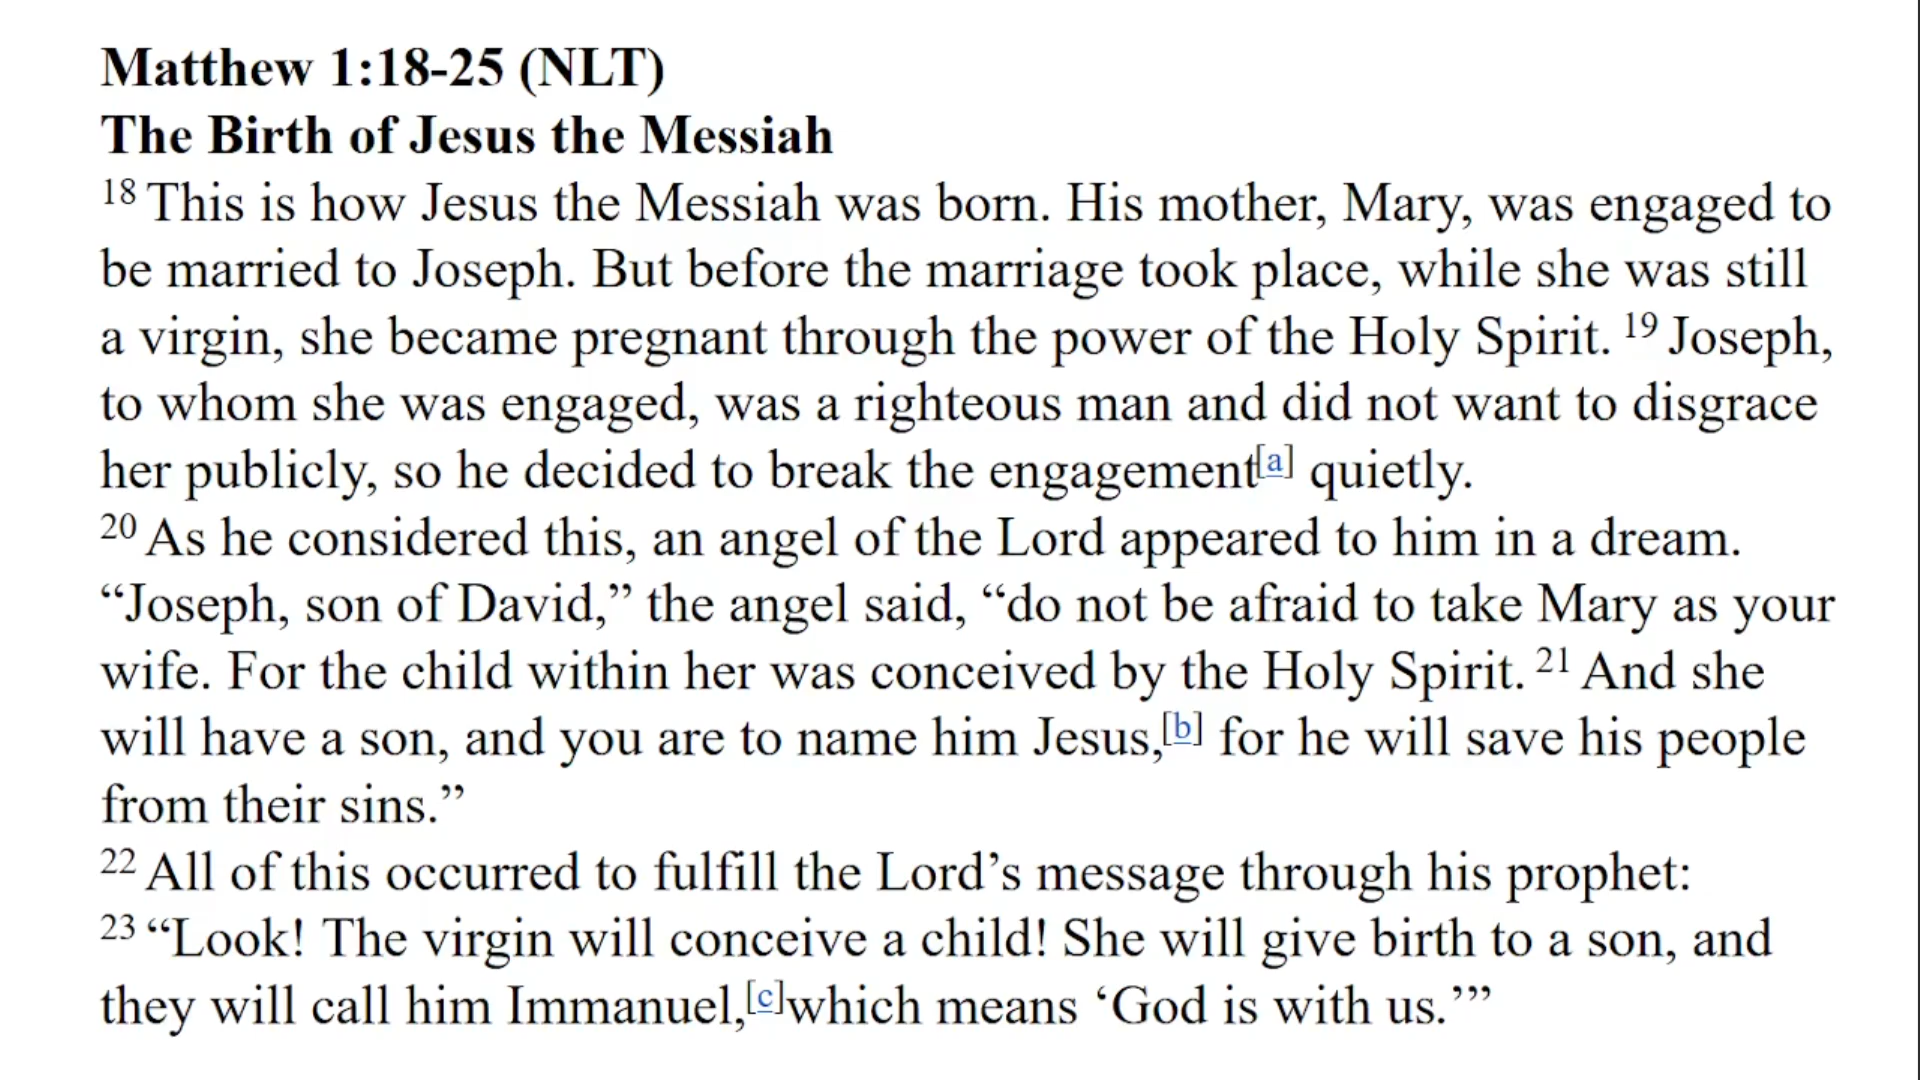 Matthew 1:18-25 (NLT)
The Birth of Jesus the Messiah
18 This is how Jesus the Messiah was born. His mother, Mary, was engaged to
be married to Joseph. But before the marriage took place, while she was still
a virgin, she became pregnant through the power of the Holy Spirit. 19 Joseph,
to whom she was engaged, was a righteous man and did not want to disgrace
her publicly, so he decided to break the engagement[a] quietly.
20 As he considered this, an angel of the Lord appeared to him in a dream.
“Joseph, son of David,” the angel said, “do not be afraid to take Mary as your
wife. For the child within her was conceived by the Holy Spirit. 21 And she
will have a son, and you are to name him Jesus,[b] for he will save his people
from their sins.”
22 All of this occurred to fulfill the Lord’s message through his prophet:
23 “Look! The virgin will conceive a child! She will give birth to a son, and
they will call him Immanuel,[c]which means ‘God is with us.’”